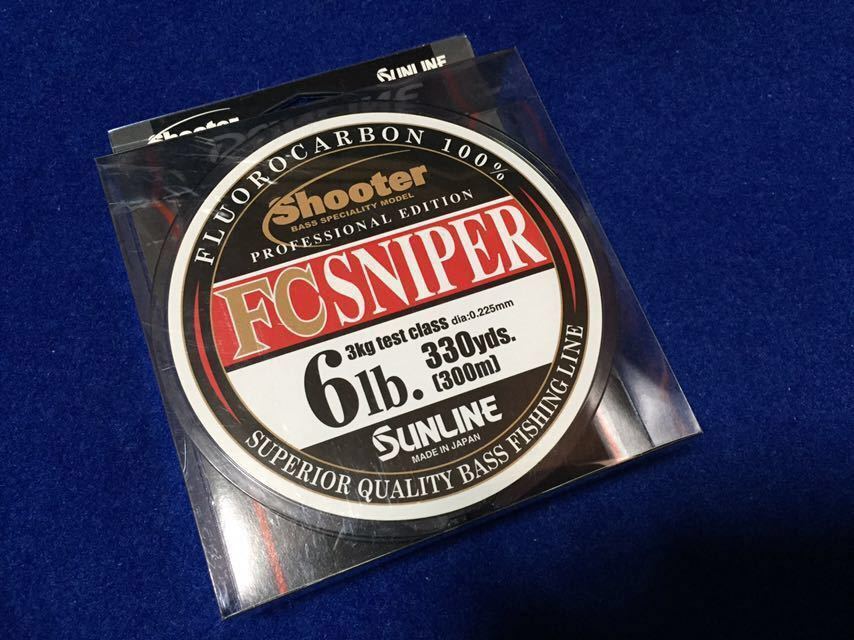 SUNLINE
Shooter
FLUOROCARBON 100%
Shooter
BASS SPECIALITY MODEL
PROFESSIONAL EDITION
FC SNIPER
3kg test class dia:0.225mm
6lb. 330yds.
[300m]
SUNLINE
MADE IN JAPAN
SUPERIOR QUALITY BASS FISHING LINE